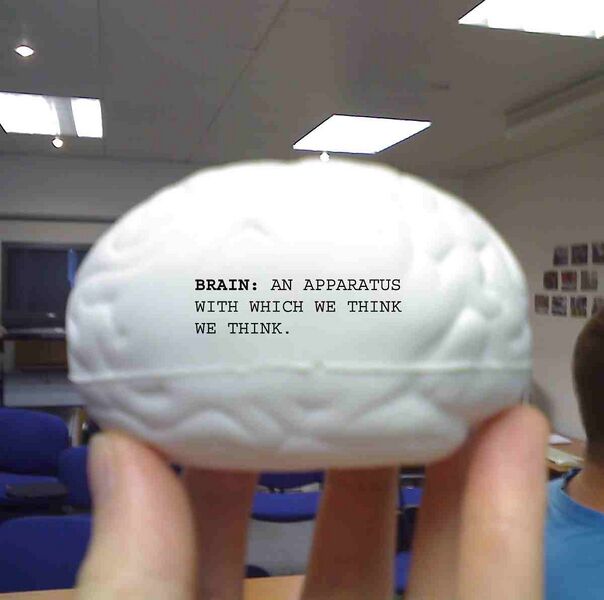 BRAIN: AN APPARATUS
WITH WHICH WE THINK
WE THINK.